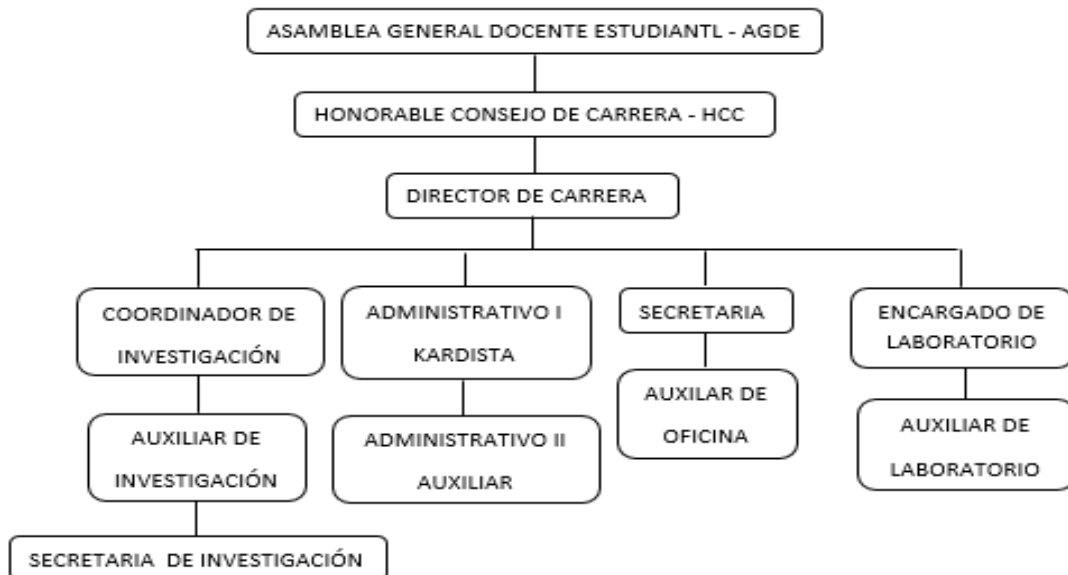 ASAMBLEA GENERAL DOCENTE ESTUDIANTL - AGDE
HONORABLE CONSEJO DE CARRERA - HCC
DIRECTOR DE CARRERA
COORDINADOR DE
INVESTIGACIÓN
ADMINISTRATIVO I
KARDISTA
SECRETARIA
ENCARGADO DE
LABORATORIO
AUXILIAR DE
INVESTIGACIÓN
ADMINISTRATIVO II
AUXILIAR
AUXILAR DE
OFICINA
AUXILIAR DE
LABORATORIO
SECRETARIA DE INVESTIGACIÓN